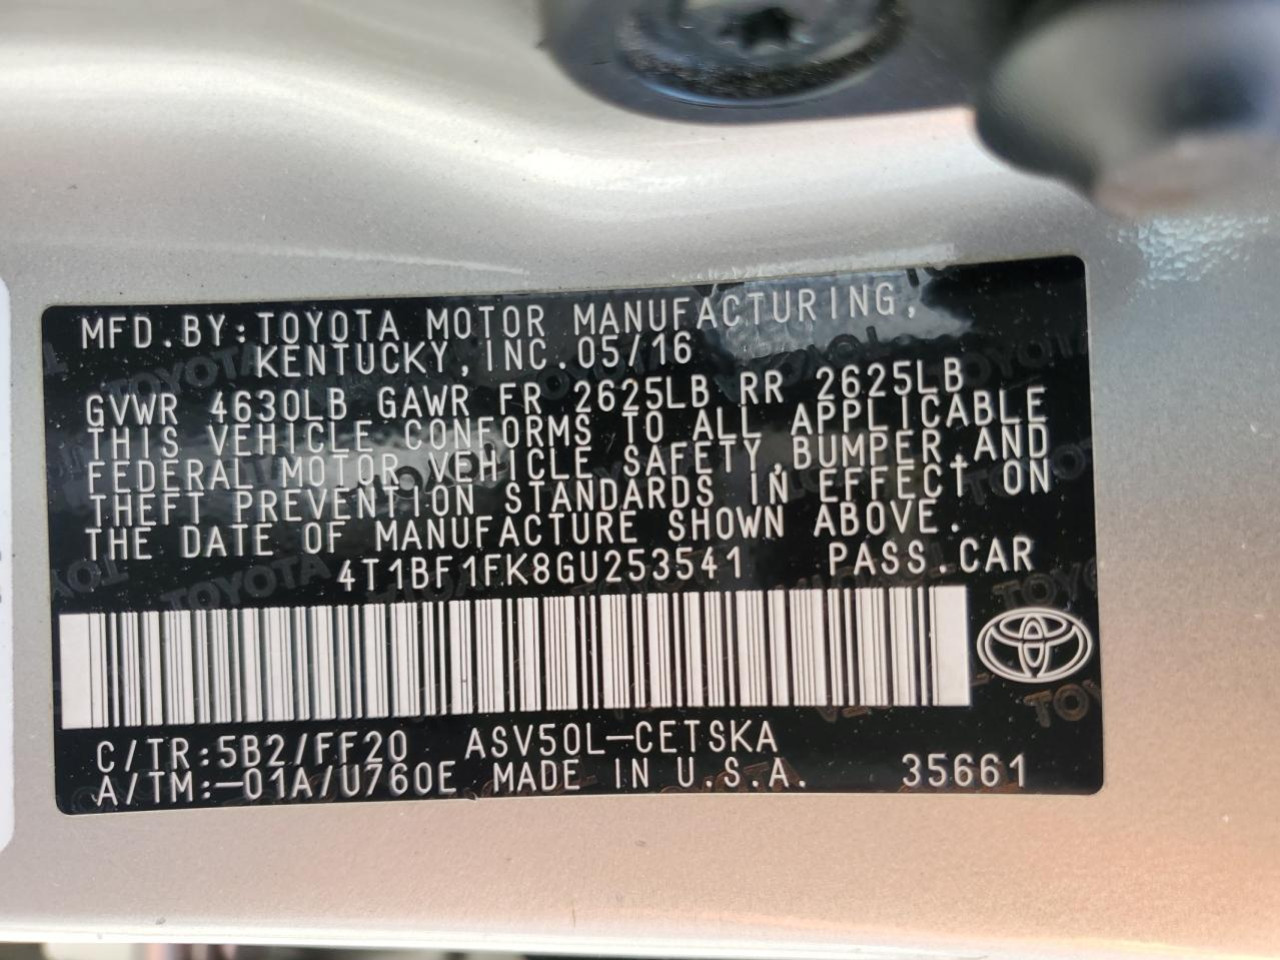 MFD.BY:TOYOTA MOTOR MANUFACTURING,
KENTUCKY, INC. 05/16
GVWR 4630LB GAWR FR 2625LB RR 2625LB
THIS VEHICLE CONFORMS TO ALL APPLICABLE
FEDERAL MOTOR VEHICLE SAFETY,BUMPER,AND
THEFT PREVENTION STANDARDS IN EFFECT ON
THE DATE OF MANUFACTURE SHOWN ABOVE.
4T1BF1FK8GU253541 PASS.CAR
C/TR:5B2/FF20 ASV50L-CETSKA
A/TM:-01A/U760E MADE IN U.S.A. 35661